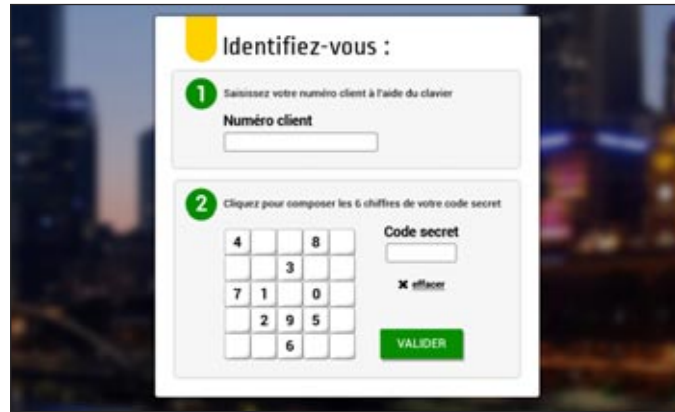 Identifiez-vous :
1
Saisissez votre numéro client à l'aide du clavier
Numéro client
2
Cliquez pour composer les 6 chiffres de votre code secret
4 8
3
7 1 0
2 9 5
6
Code secret
✖ effacer
VALIDER